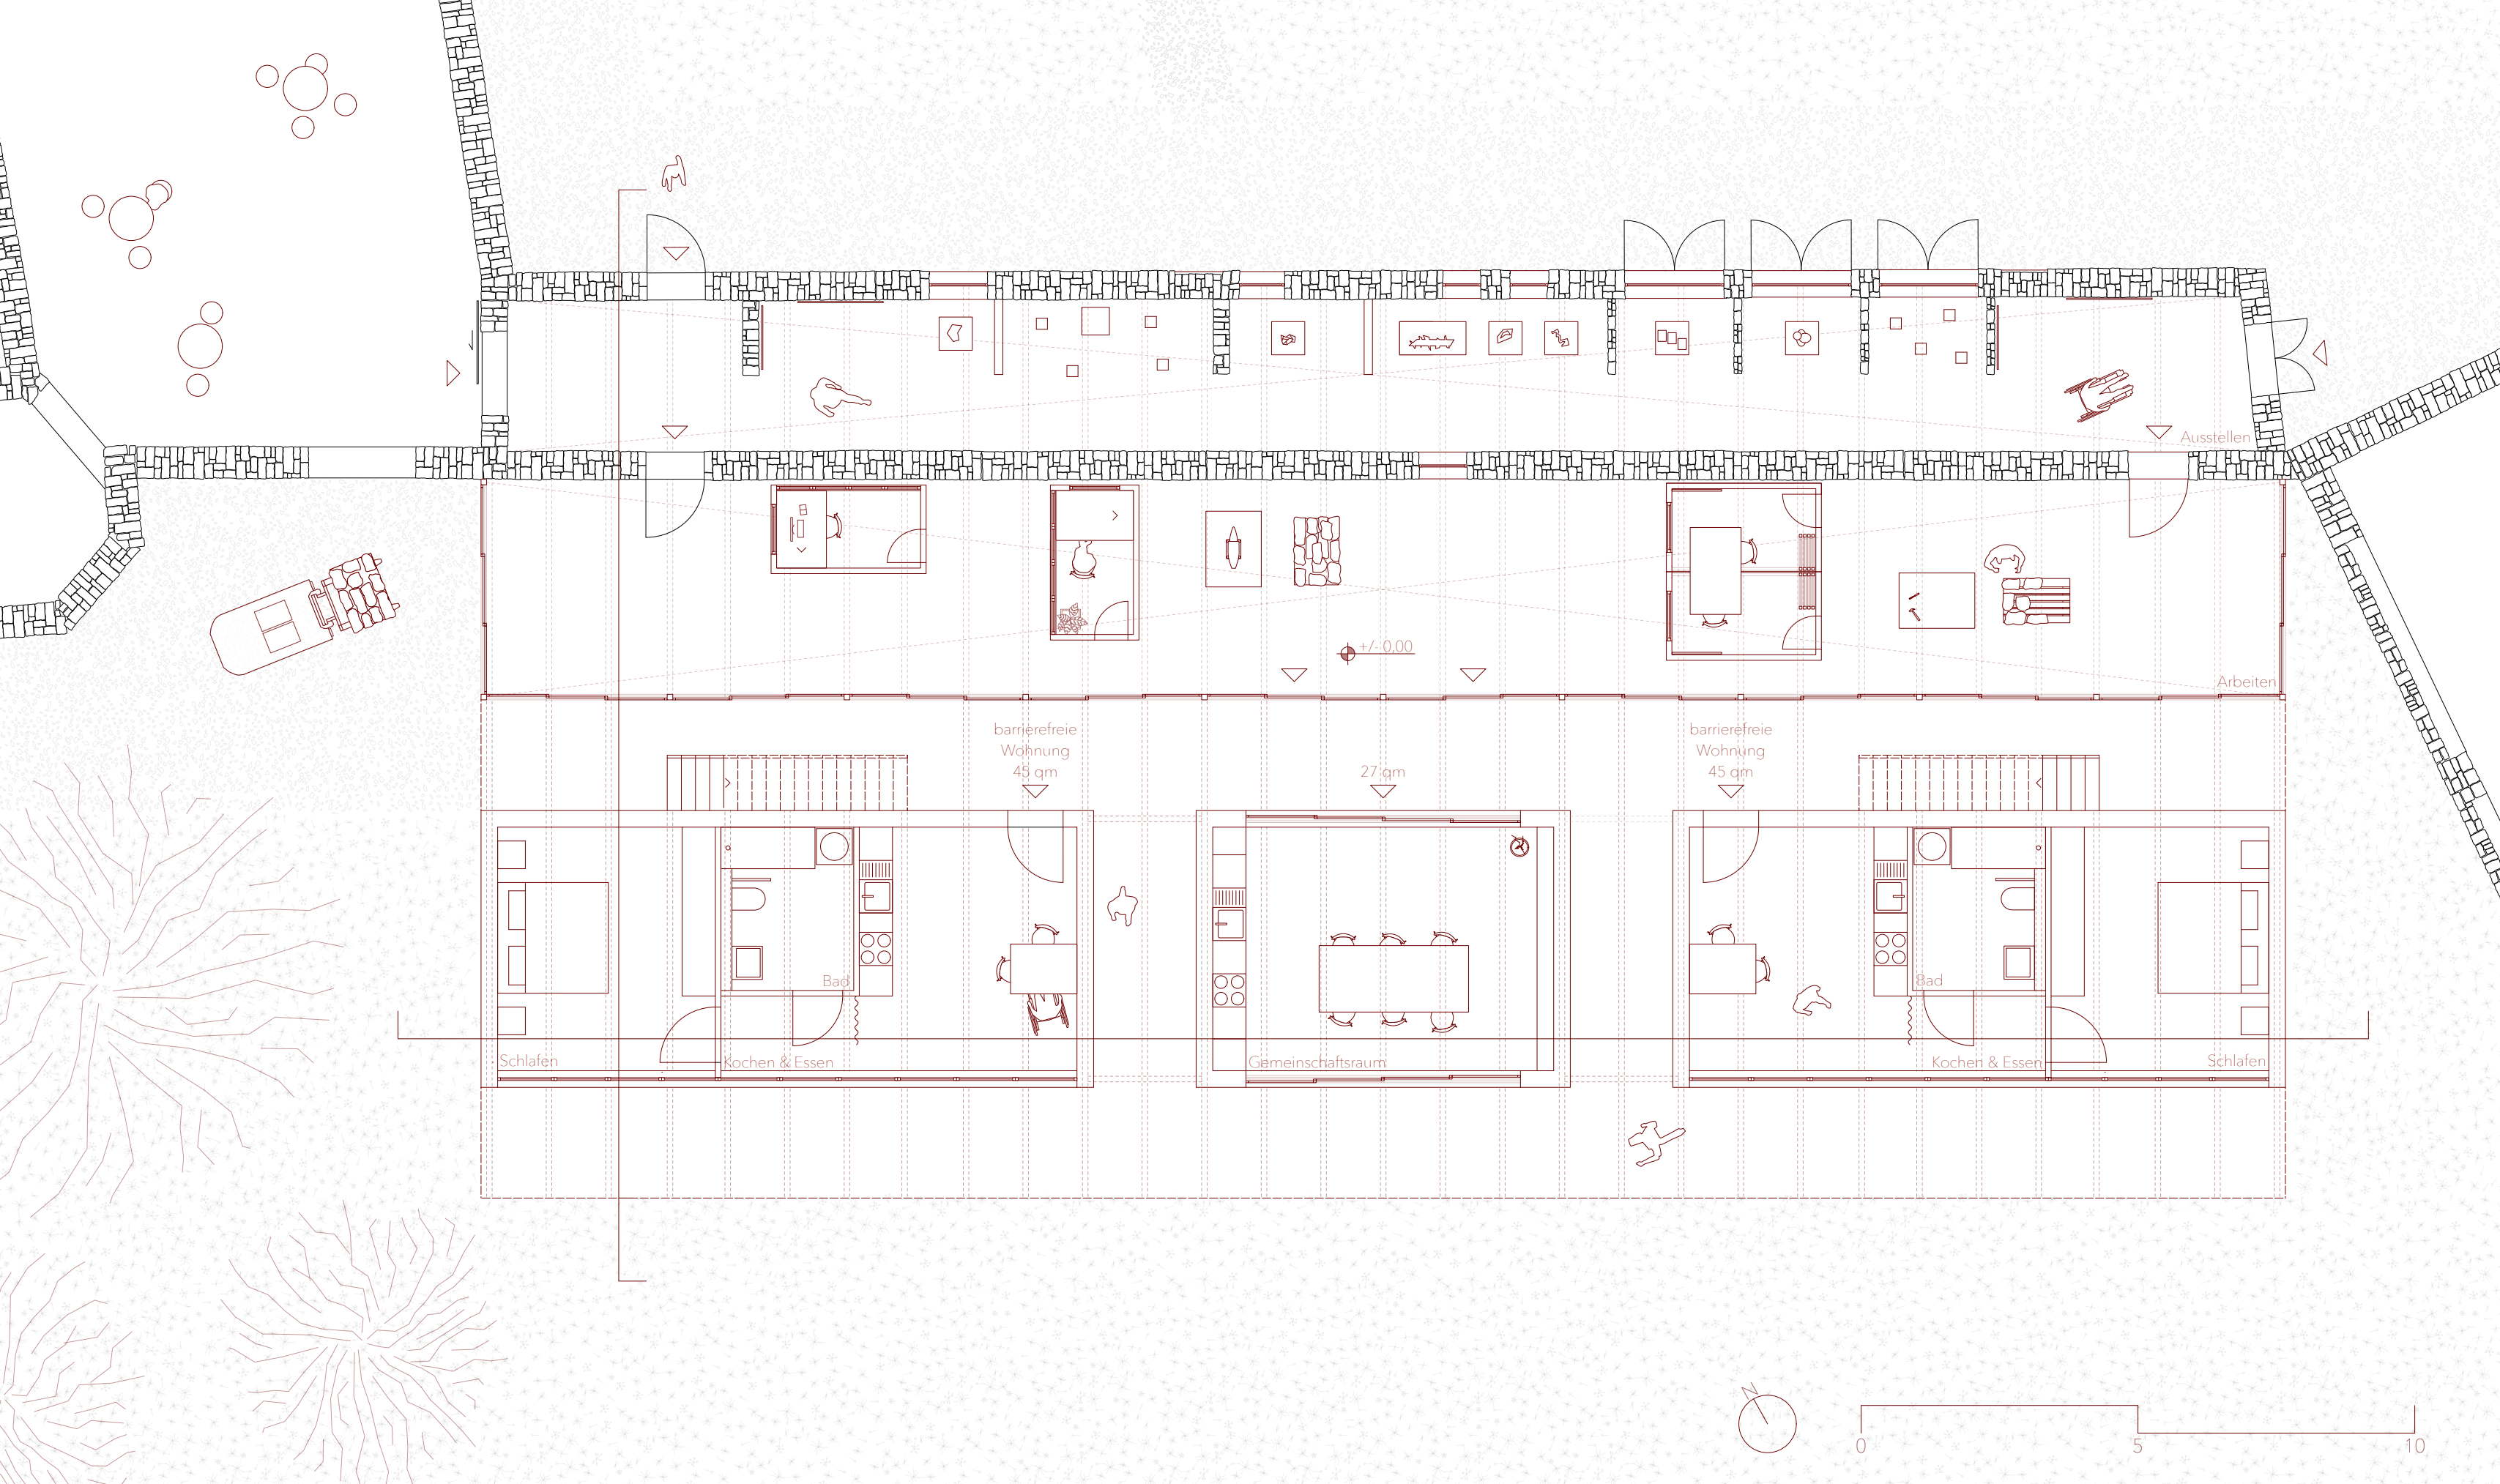 Ausstellen
+/- 0,00
Arbeiten
barrierefreie
Wohnung
45 qm
27 qm
barrierefreie
Wohnung
45 qm
Bad
Bad
Schlafen
Kochen & Essen
Gemeinschaftsraum
Kochen & Essen
Schlafen
N
0
5
10